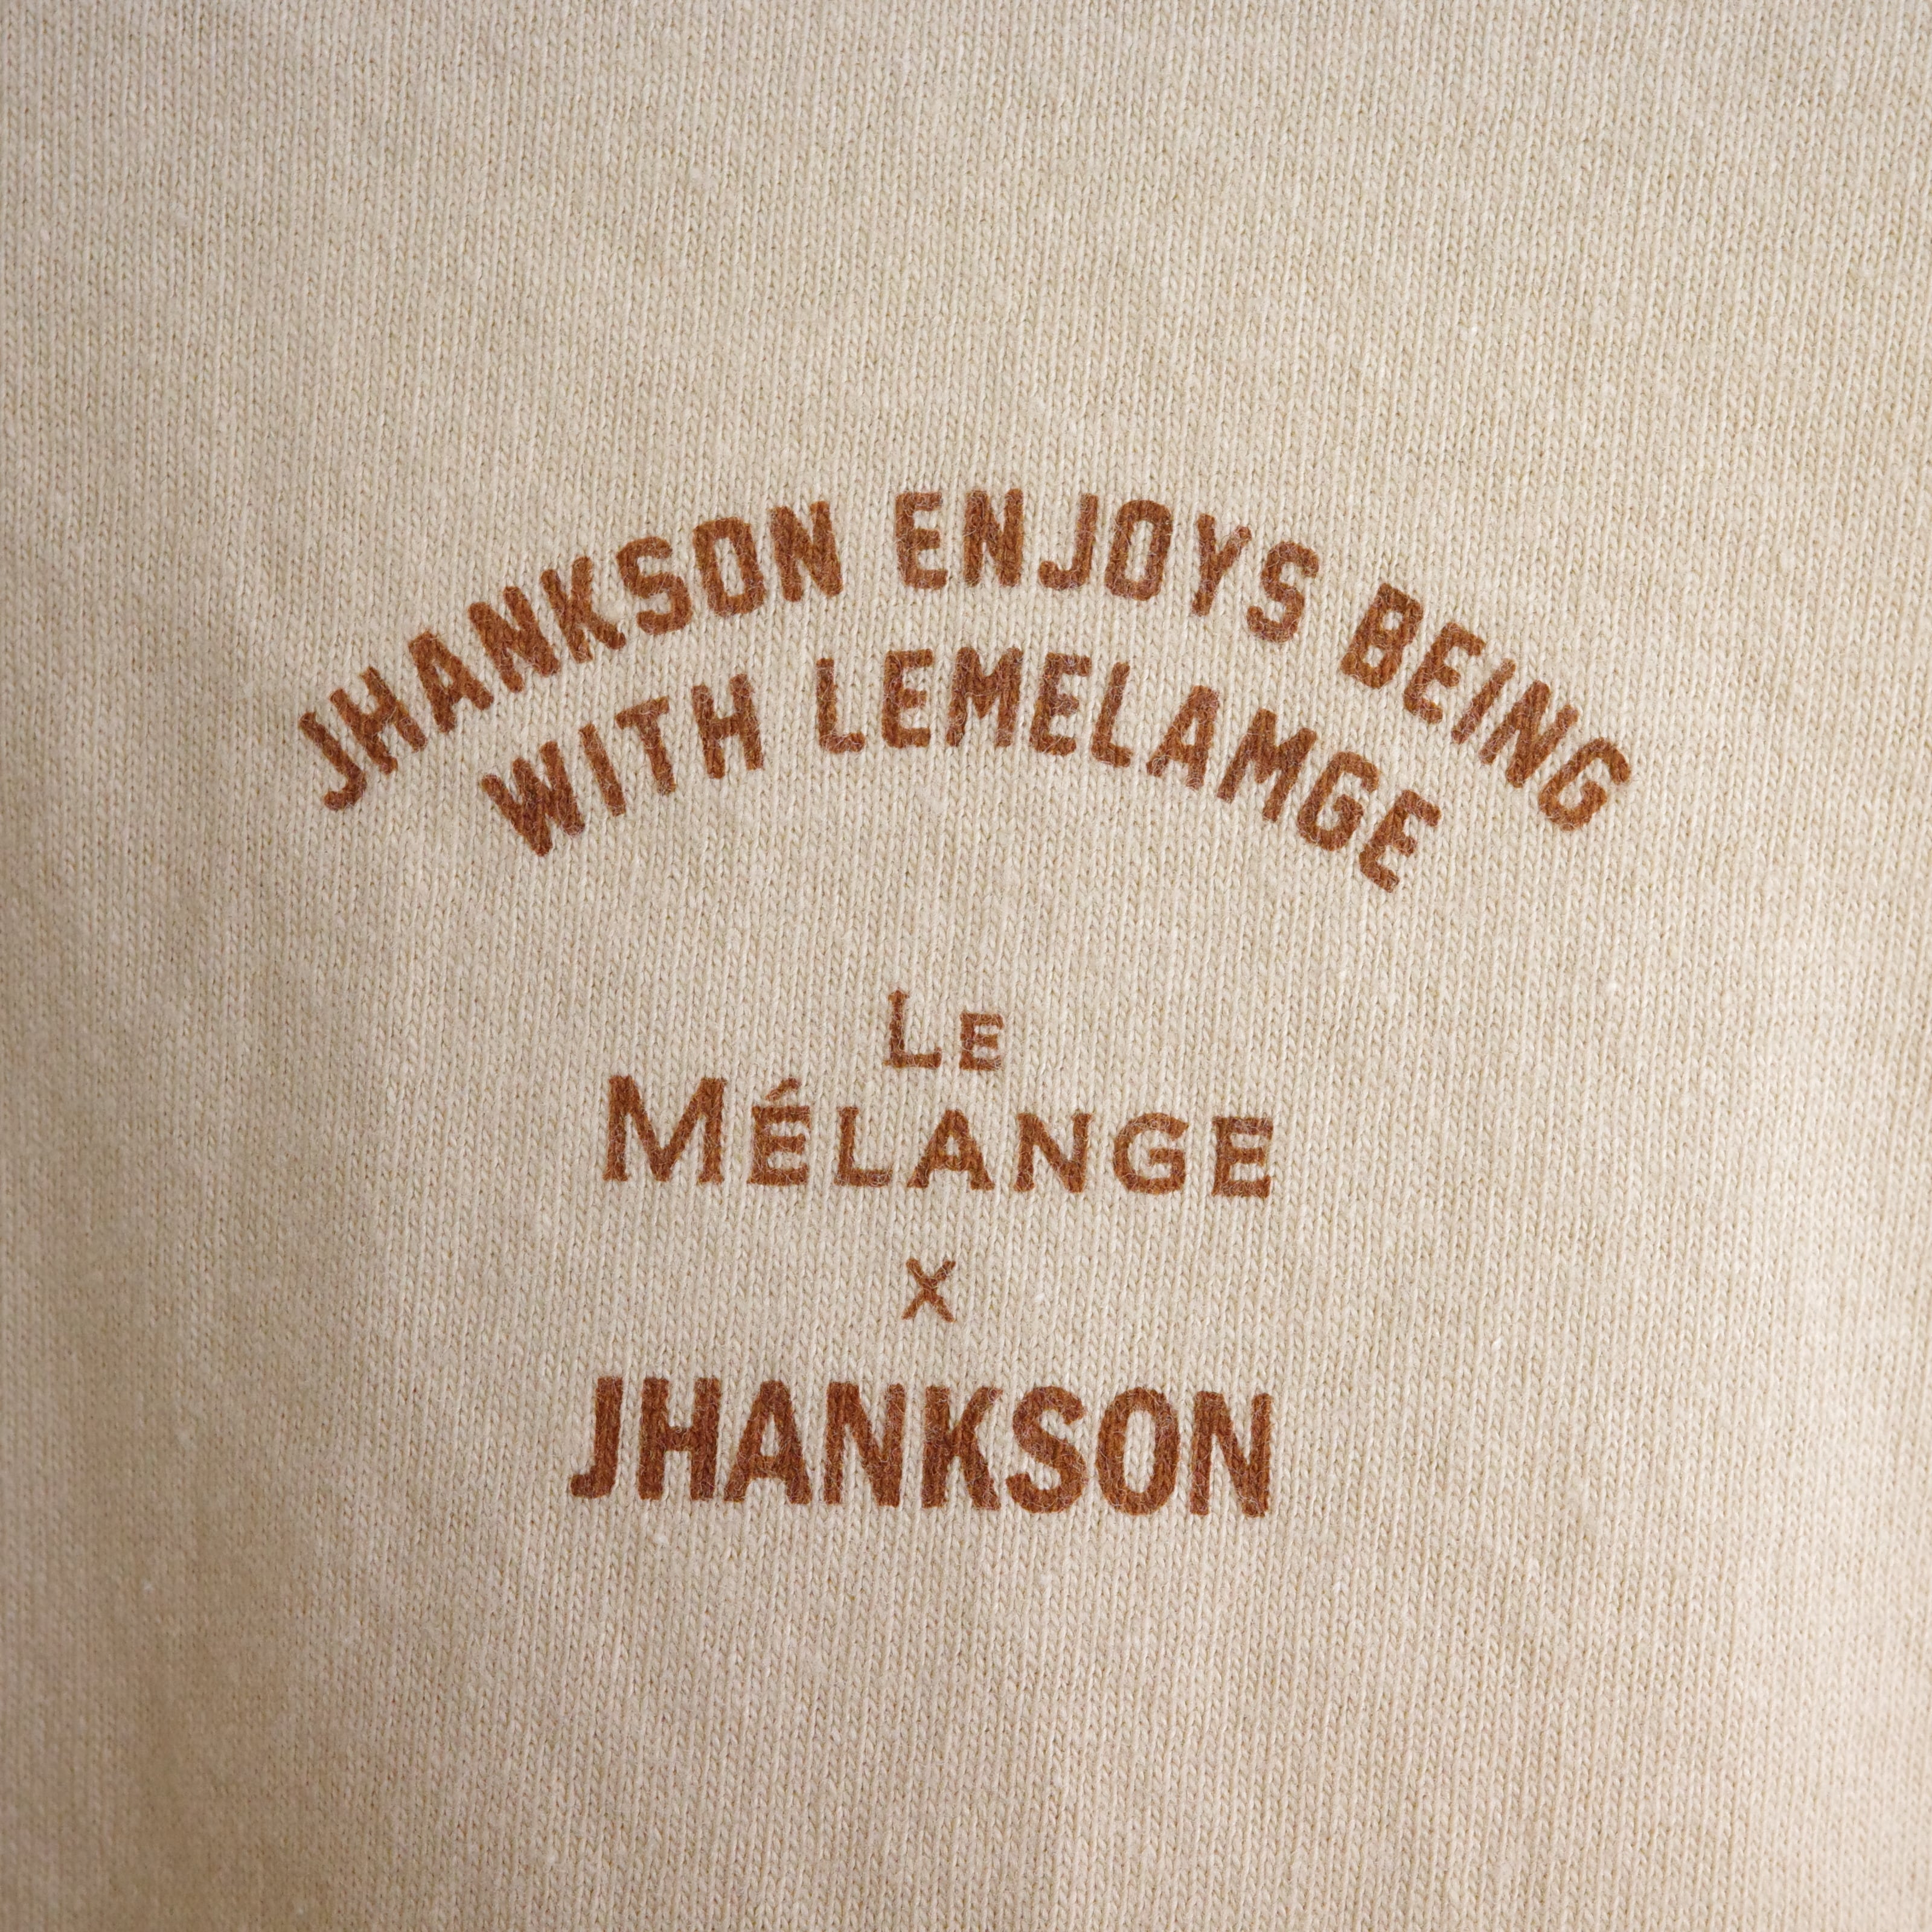 JHANKSON ENJOYS BEING
WITH LEMELAMGE
LE
MÉLANGE
X
JHANKSON